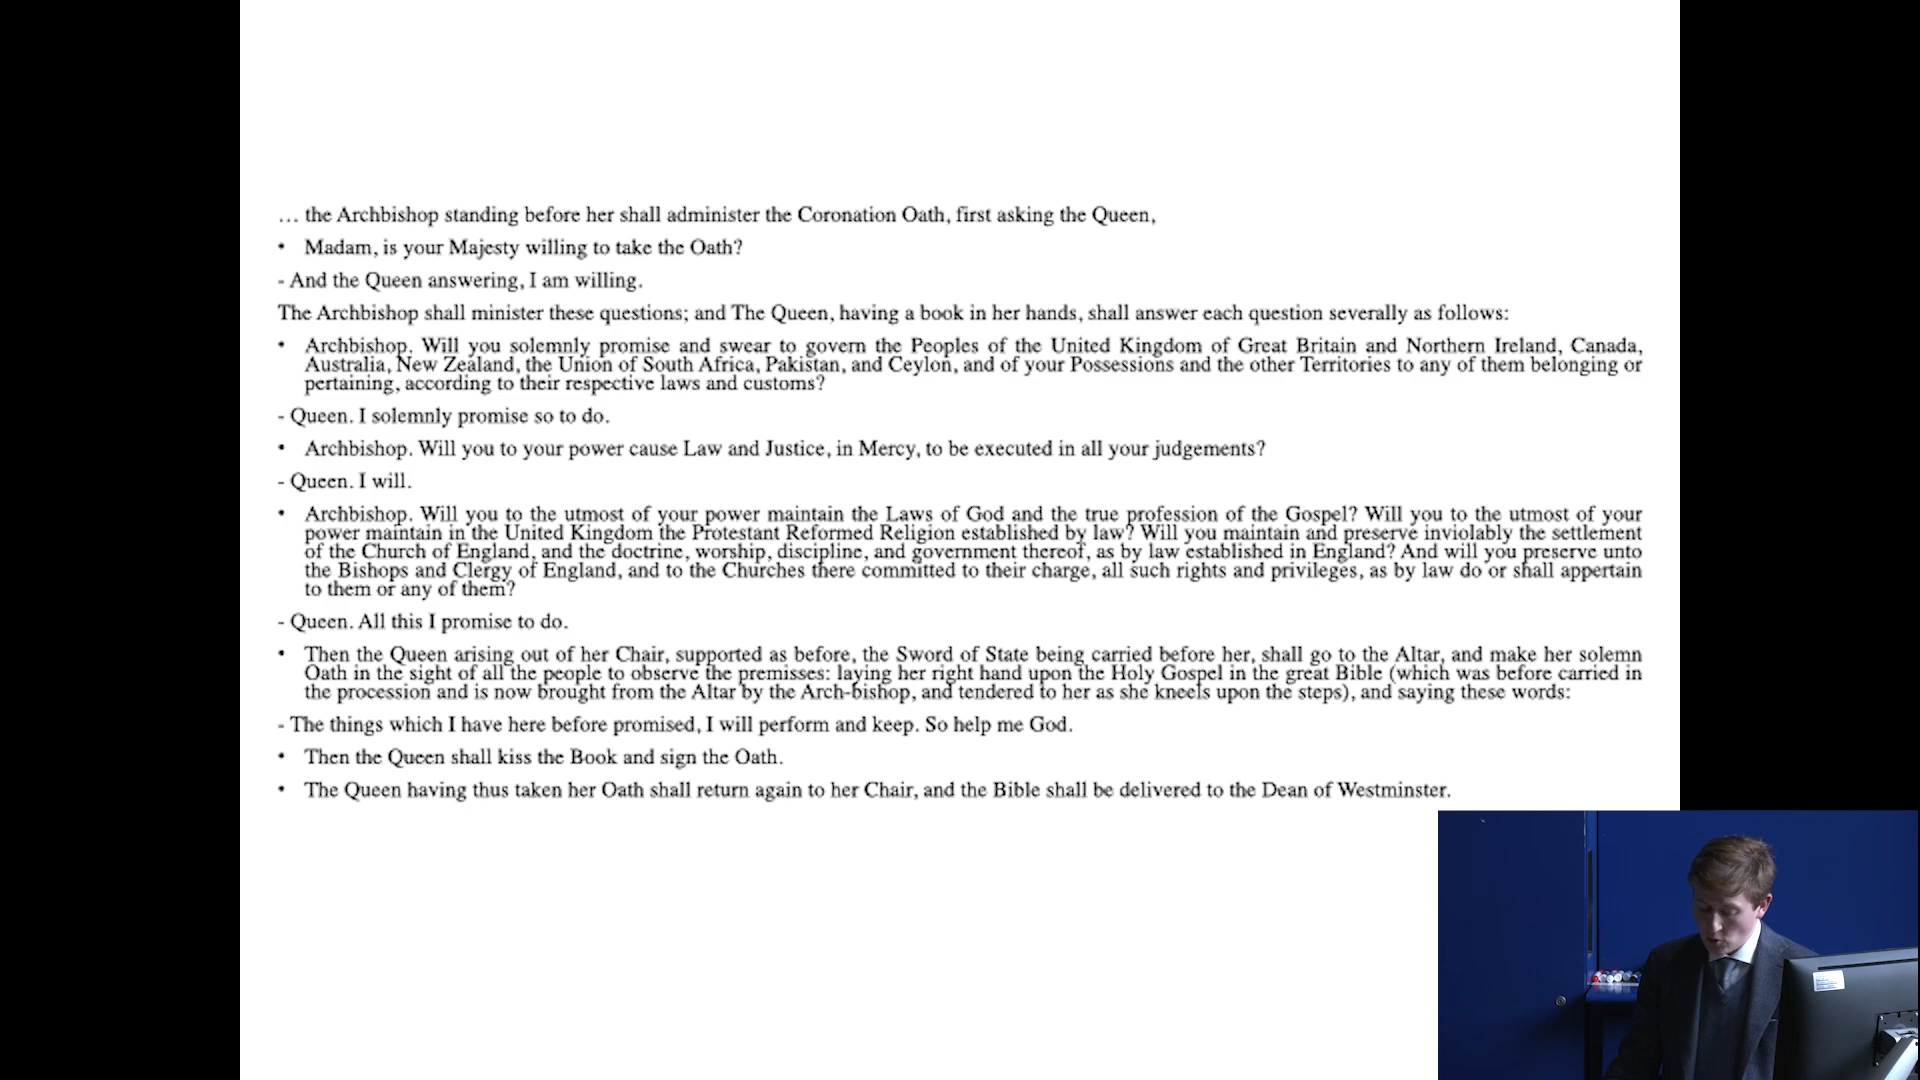 … the Archbishop standing before her shall administer the Coronation Oath, first asking the Queen,
• Madam, is your Majesty willing to take the Oath?
- And the Queen answering, I am willing.
The Archbishop shall minister these questions; and The Queen, having a book in her hands, shall answer each question severally as follows:
• Archbishop. Will you solemnly promise and swear to govern the Peoples of the United Kingdom of Great Britain and Northern Ireland, Canada,
Australia, New Zealand, the Union of South Africa, Pakistan, and Ceylon, and of your Possessions and the other Territories to any of them belonging or
pertaining, according to their respective laws and customs?
- Queen. I solemnly promise so to do.
• Archbishop. Will you to your power cause Law and Justice, in Mercy, to be executed in all your judgements?
- Queen. I will.
• Archbishop. Will you to the utmost of your power maintain the Laws of God and the true profession of the Gospel? Will you to the utmost of your
power maintain in the United Kingdom the Protestant Reformed Religion established by law? Will you maintain and preserve inviolably the settlement
of the Church of England, and the doctrine, worship, discipline, and government thereof, as by law established in England? And will you preserve unto
the Bishops and Clergy of England, and to the Churches there committed to their charge, all such rights and privileges, as by law do or shall appertain
to them or any of them?
- Queen. All this I promise to do.
• Then the Queen arising out of her Chair, supported as before, the Sword of State being carried before her, shall go to the Altar, and make her solemn
Oath in the sight of all the people to observe the premisses: laying her right hand upon the Holy Gospel in the great Bible (which was before carried in
the procession and is now brought from the Altar by the Arch-bishop, and tendered to her as she kneels upon the steps), and saying these words:
- The things which I have here before promised, I will perform and keep. So help me God.
• Then the Queen shall kiss the Book and sign the Oath.
• The Queen having thus taken her Oath shall return again to her Chair, and the Bible shall be delivered to the Dean of Westminster.